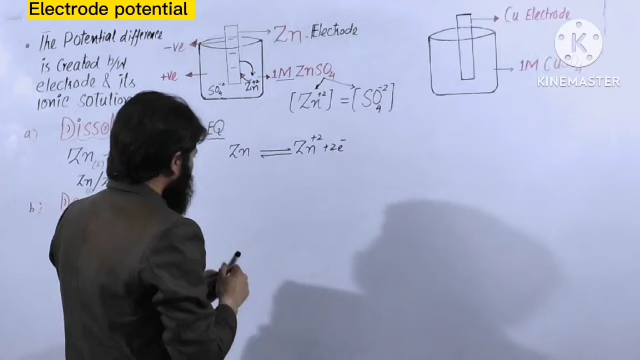 Electrode potential
• The Potential difference
is Created b/w
electrode & its
ionic solution
-ve
+ve
Zn Electrode
1M ZnSO4
SO4-2 Zn+2
[Zn+2] = [SO4-2]
Cu Electrode
1M
KINEMASTER
a)
EQ
Zn ⇌ Zn+2 + 2e-
Zn
b)